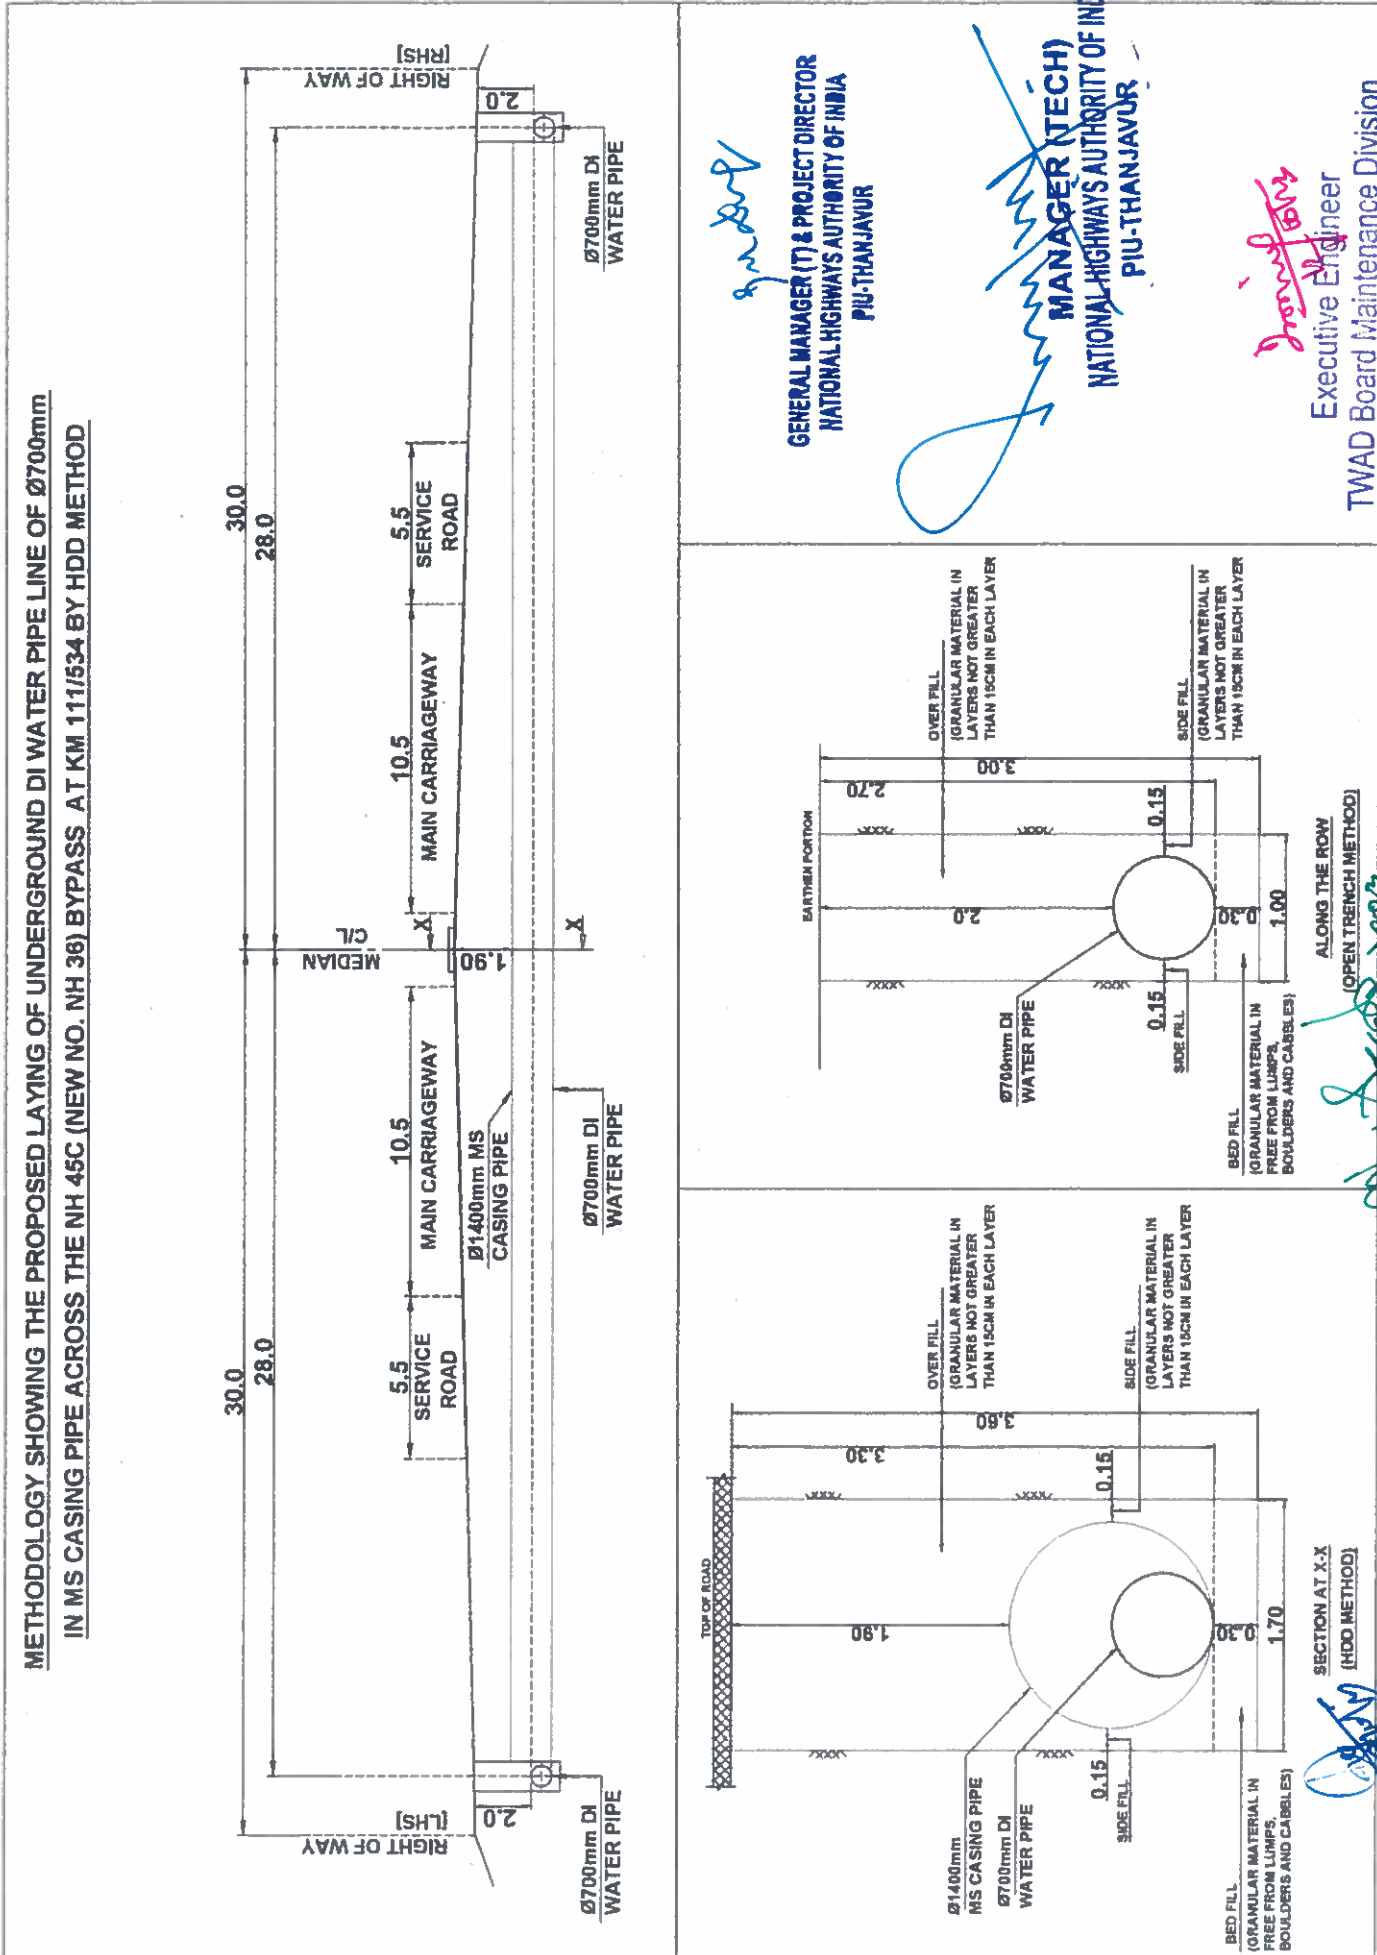 METHODOLOGY SHOWING THE PROPOSED LAYING OF UNDERGROUND DI WATER PIPE LINE OF Ø700mm
IN MS CASING PIPE ACROSS THE NH 45C (NEW NO. NH 36) BYPASS AT KM 111/534 BY HDD METHOD
30.0
30.0
28.0
28.0
RIGHT OF WAY
[LHS]
MEDIAN
C/L
RIGHT OF WAY
[RHS]
5.5
SERVICE
ROAD
10.5
MAIN CARRIAGEWAY
10.5
MAIN CARRIAGEWAY
5.5
SERVICE
ROAD
X
X
1.90
2.0
2.0
Ø1400mm MS
CASING PIPE
Ø700mm DI
WATER PIPE
Ø700mm DI
WATER PIPE
Ø700mm DI
WATER PIPE
TOP OF ROAD
OVER FILL
(GRANULAR MATERIAL IN
LAYERS NOT GREATER
THAN 15CM IN EACH LAYER
1.90
3.30
3.60
Ø1400mm
MS CASING PIPE
Ø700mm DI
WATER PIPE
0.15
0.15
SIDE FILL
SIDE FILL
(GRANULAR MATERIAL IN
LAYERS NOT GREATER
THAN 15CM IN EACH LAYER
0.30
1.70
BED FILL
(GRANULAR MATERIAL IN
FREE FROM LUMPS,
BOULDERS AND CABBLES)
SECTION AT X-X
(HDD METHOD)
EARTHEN PORTION
OVER FILL
(GRANULAR MATERIAL IN
LAYERS NOT GREATER
THAN 15CM IN EACH LAYER
2.0
2.70
3.00
Ø700mm DI
WATER PIPE
0.15
0.15
SIDE FILL
SIDE FILL
(GRANULAR MATERIAL IN
LAYERS NOT GREATER
THAN 15CM IN EACH LAYER
0.30
1.00
BED FILL
(GRANULAR MATERIAL IN
FREE FROM LUMPS,
BOULDERS AND CABBLES)
ALONG THE ROW
(OPEN TRENCH METHOD)
GENERAL MANAGER (T) & PROJECT DIRECTOR
NATIONAL HIGHWAYS AUTHORITY OF INDIA
PIU-THANJAVUR
MANAGER (TECH)
NATIONAL HIGHWAYS AUTHORITY OF IND
PIU-THANJAVUR
Executive Engineer
TWAD Board Maintenance Division